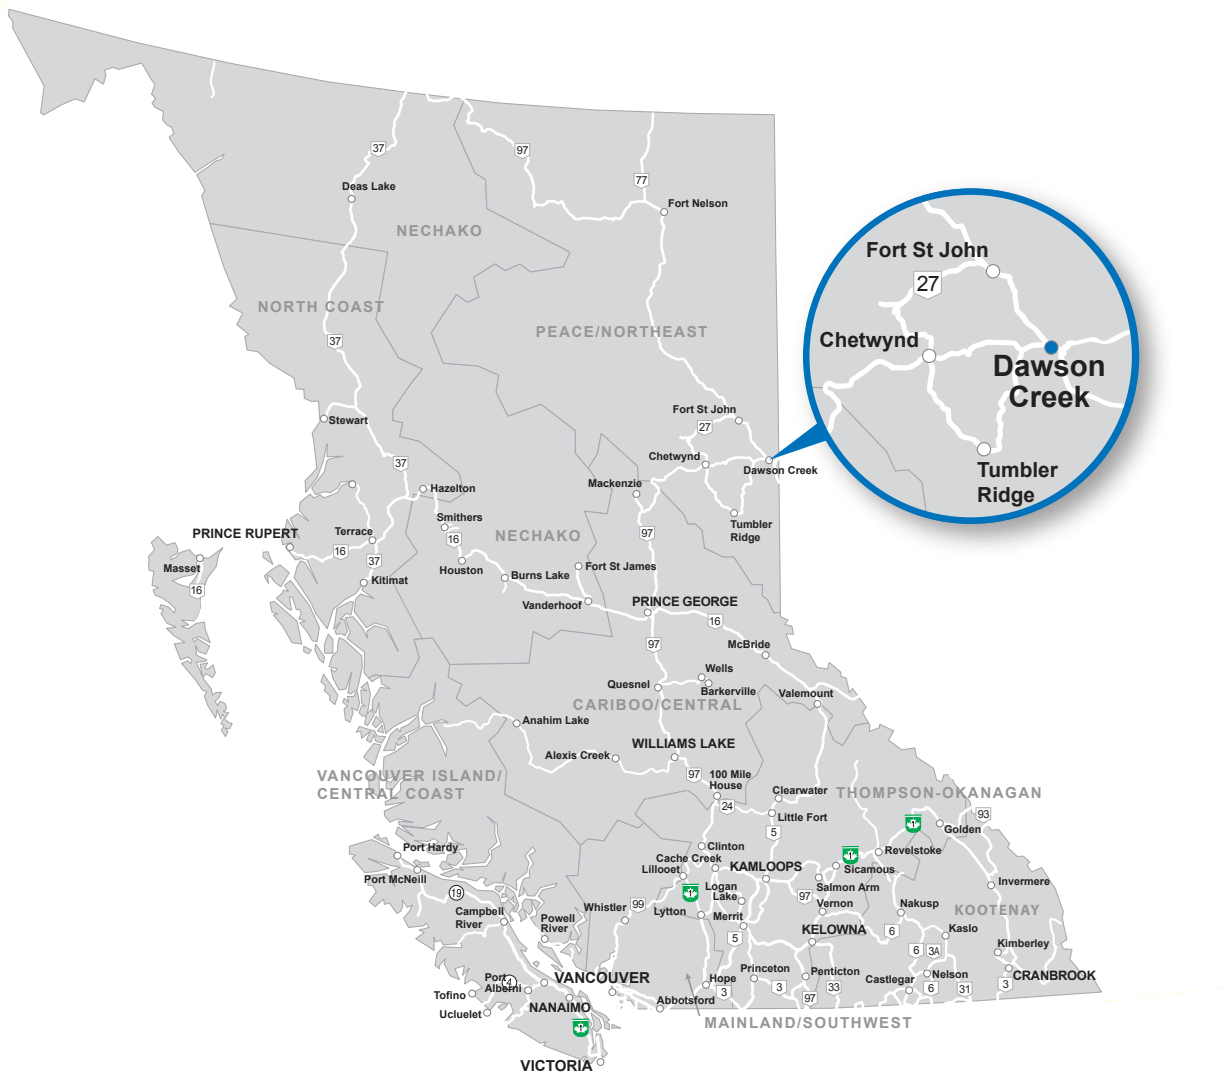 37
97
77
Deas Lake
Fort Nelson
NECHAKO
NORTH COAST
PEACE/NORTHEAST
37
Fort St John
27
Chetwynd
Dawson
Creek
Tumbler
Ridge
Stewart
Fort St John
27
Chetwynd
Dawson Creek
37
Hazelton
Mackenzie
Smithers
16
NECHAKO
97
Tumbler
Ridge
PRINCE RUPERT
Terrace
16
37
Masset
16
Kitimat
Houston
Burns Lake
Fort St James
Vanderhoof
PRINCE GEORGE
16
97
McBride
Wells
Quesnel
Barkerville
Valemount
CARIBOO/CENTRAL
Anahim Lake
WILLIAMS LAKE
Alexis Creek
VANCOUVER ISLAND/
CENTRAL COAST
97
100 Mile
House
24
Clearwater
THOMPSON-OKANAGAN
Little Fort
93
1
Golden
5
Port Hardy
Clinton
Cache Creek
Lillooet
KAMLOOPS
1
Revelstoke
Sicamous
Port McNeill
19
1
Logan
Lake
Salmon Arm
97
Invermere
Campbell
River
Powell
River
Whistler
99
Lytton
Merrit
Vernon
Nakusp
KOOTENAY
5
KELOWNA
6
Kaslo
6
3A
Kimberley
Port
Alberni
4
VANCOUVER
Hope
3
Princeton
3
Penticton
97
33
Castlegar
Nelson
6
31
3
CRANBROOK
Tofino
Ucluelet
NANAIMO
Abbotsford
MAINLAND/SOUTHWEST
1
VICTORIA